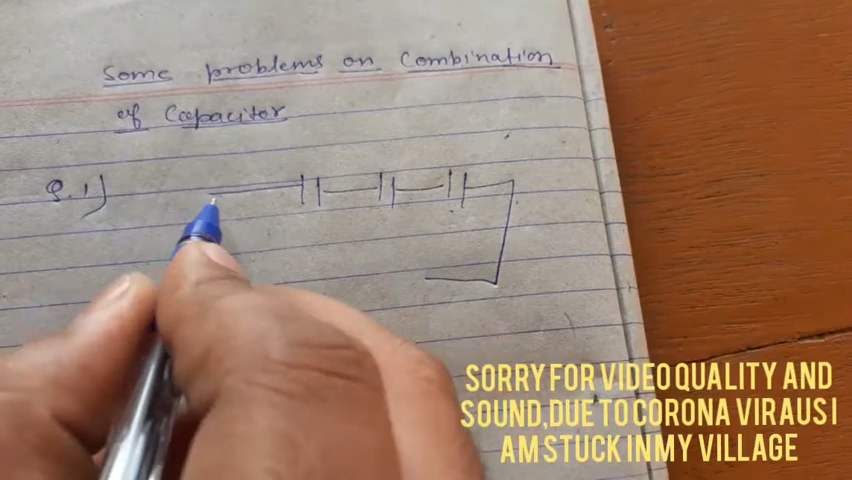 Some problems on Combination
of Capacitor
Q.1)
SORRY FOR VIDEO QUALITY AND
SOUND,DUE TO CORONA VIRAUS I
AM STUCK IN MY VILLAGE